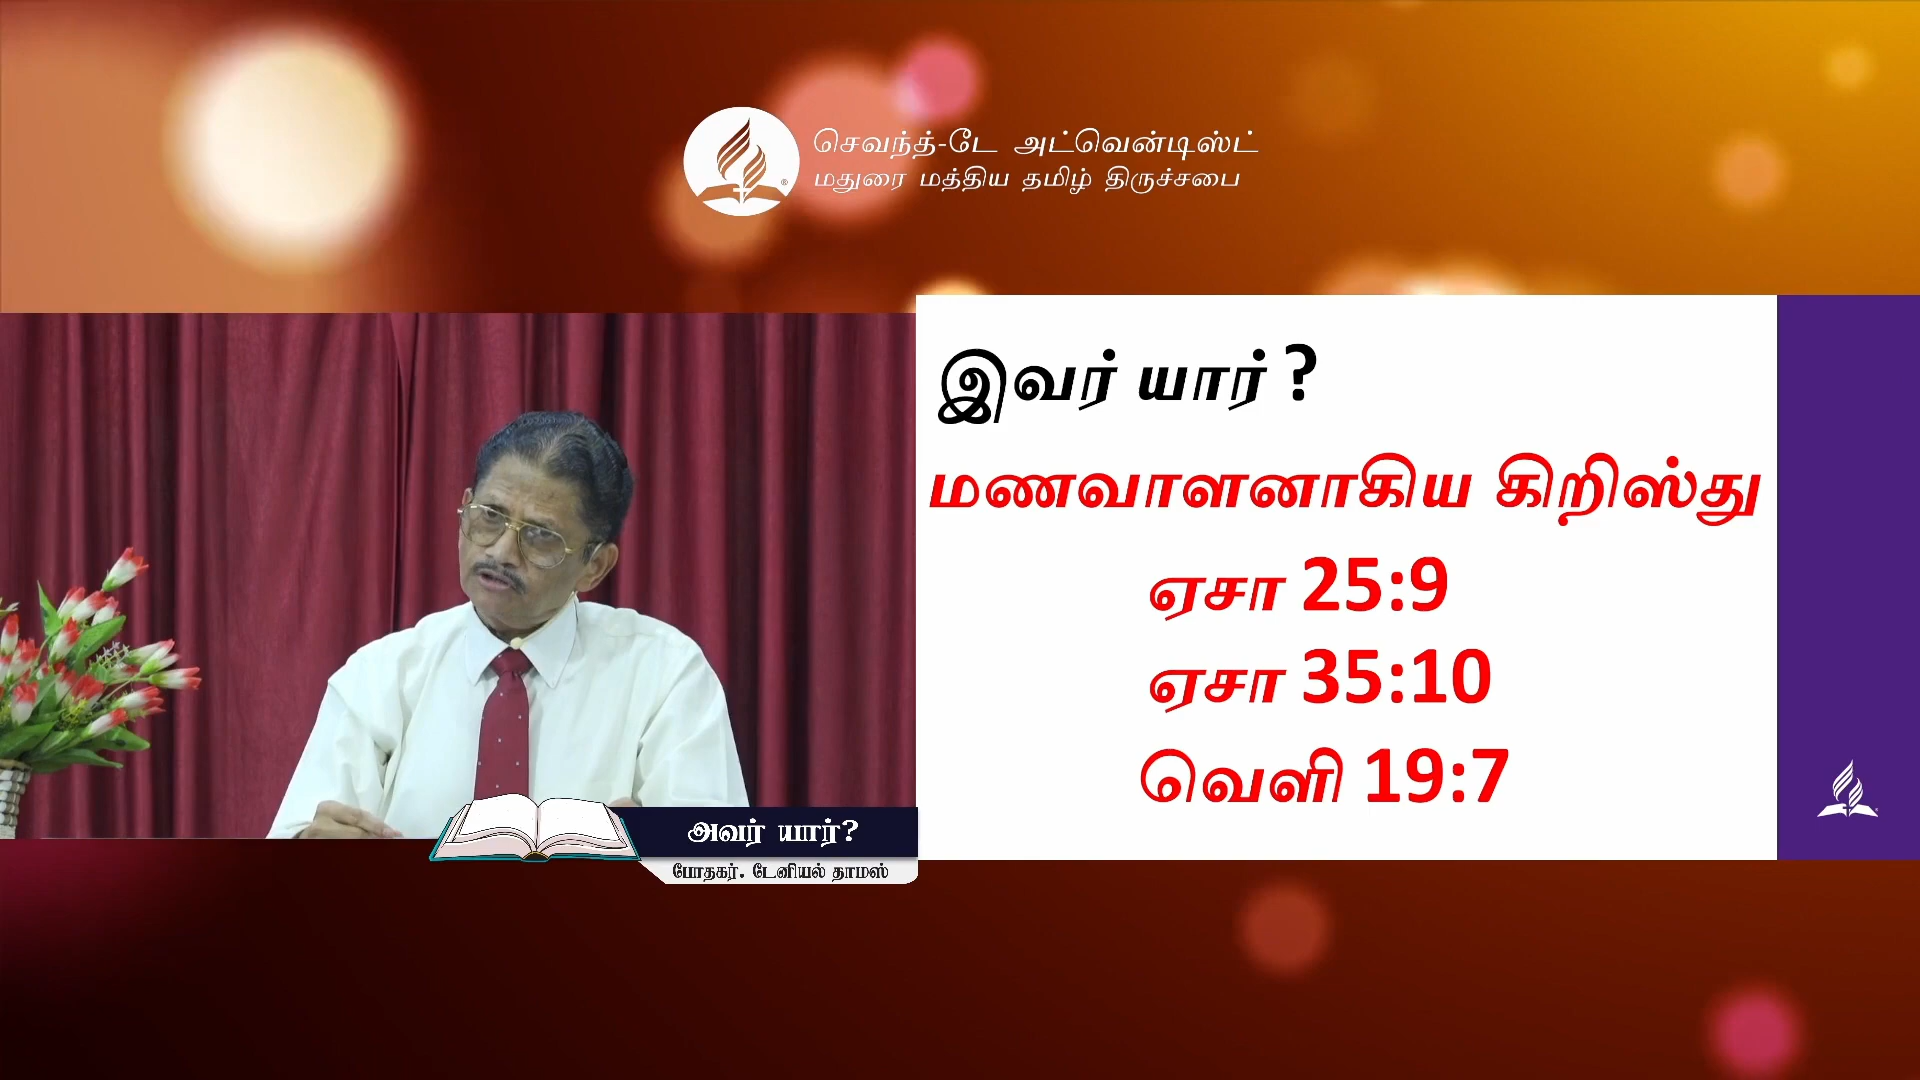 செவந்த்-டே அட்வென்டிஸ்ட்
மதுரை மத்திய தமிழ் திருச்சபை
இவர் யார் ?
மணவாளனாகிய கிறிஸ்து
ஏசா 25:9
ஏசா 35:10
வெளி 19:7
அவர் யார்?
போதகர். டேனியல் தாமஸ்